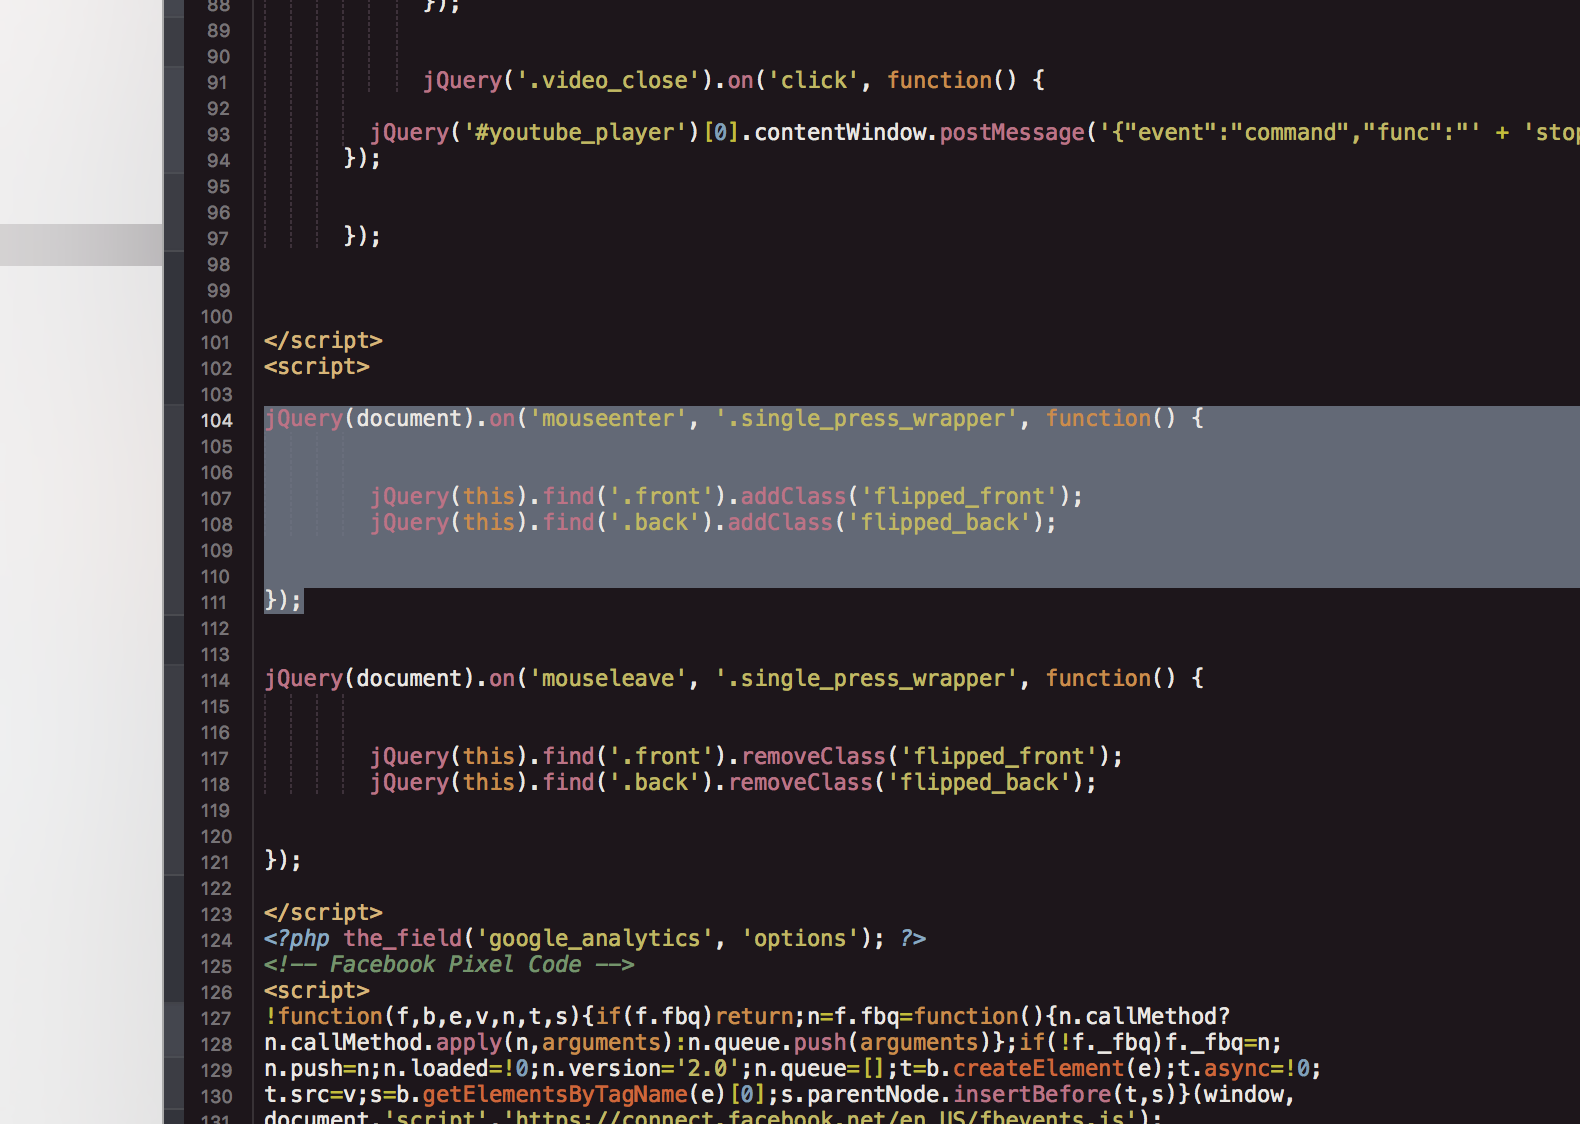 88 });
89
90
91 jQuery('.video_close').on('click', function() {
92
93 jQuery('#youtube_player')[0].contentWindow.postMessage('{"event":"command","func":"' + 'stop
94 });
95
96
97 });
98
99
100
101 </script>
102 <script>
103
104 jQuery(document).on('mouseenter', '.single_press_wrapper', function() {
105
106
107 jQuery(this).find('.front').addClass('flipped_front');
108 jQuery(this).find('.back').addClass('flipped_back');
109
110
111 });
112
113
114 jQuery(document).on('mouseleave', '.single_press_wrapper', function() {
115
116
117 jQuery(this).find('.front').removeClass('flipped_front');
118 jQuery(this).find('.back').removeClass('flipped_back');
119
120
121 });
122
123 </script>
124 <?php the_field('google_analytics', 'options'); ?>
125 <!-- Facebook Pixel Code -->
126 <script>
127 !function(f,b,e,v,n,t,s){if(f.fbq)return;n=f.fbq=function(){n.callMethod?
128 n.callMethod.apply(n,arguments):n.queue.push(arguments)};if(!f._fbq)f._fbq=n;
129 n.push=n;n.loaded=!0;n.version='2.0';n.queue=[];t=b.createElement(e);t.async=!0;
130 t.src=v;s=b.getElementsByTagName(e)[0];s.parentNode.insertBefore(t,s)}(window,
131 document,'script','https://connect.facebook.net/en_US/fbevents.js');